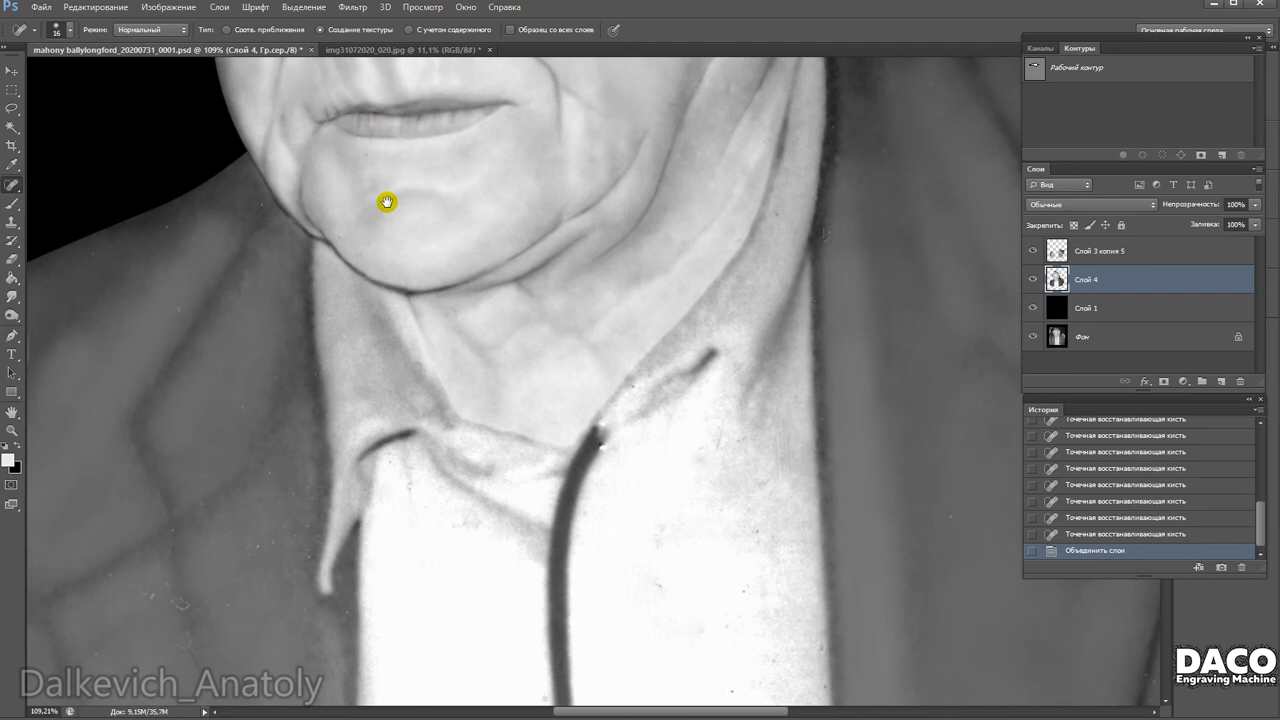 Ps Файл Редактирование Изображение Слои Шрифт Выделение Фильтр 3D Просмотр Окно Справка
16 Режим: Нормальный Тип: Соотв. приближения Создание текстуры С учетом содержимого Образец со всех слоев Основная рабочая среда
mahony ballylongford_20200731_0001.psd @ 109% (Слой 4, Гр.сер./8) * × img31072020_020.jpg @ 11,1% (RGB/8#) * ×
Каналы Контуры
Рабочий контур
Слои
Вид
Обычные Непрозрачность: 100%
Закрепить: Заливка: 100%
Слой 3 копия 5
Слой 4
Слой 1
Фон
fx
История
Точечная восстанавливающая кисть
Точечная восстанавливающая кисть
Точечная восстанавливающая кисть
Точечная восстанавливающая кисть
Точечная восстанавливающая кисть
Точечная восстанавливающая кисть
Точечная восстанавливающая кисть
Точечная восстанавливающая кисть
Объединить слои
DACO
Engraving Machine
Dalkevich_Anatoly
109,21% Док: 9,15M/35,7M